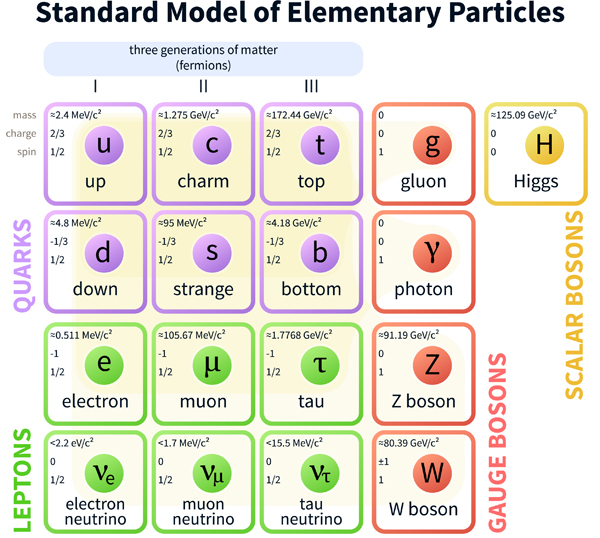 Standard Model of Elementary Particles
three generations of matter
(fermions)
I II III
mass ≈2.4 MeV/c² ≈1.275 GeV/c² ≈172.44 GeV/c² 0 ≈125.09 GeV/c²
charge 2/3 2/3 2/3 0 0
spin 1/2 1/2 1/2 1 0
u c t g H
up charm top gluon Higgs
QUARKS
≈4.8 MeV/c² ≈95 MeV/c² ≈4.18 GeV/c² 0
-1/3 -1/3 -1/3 0
1/2 1/2 1/2 1
d s b γ
down strange bottom photon
SCALAR BOSONS
≈0.511 MeV/c² ≈105.67 MeV/c² ≈1.7768 GeV/c² ≈91.19 GeV/c²
-1 -1 -1 0
1/2 1/2 1/2 1
e μ τ Z
electron muon tau Z boson
LEPTONS
GAUGE BOSONS
<2.2 eV/c² <1.7 MeV/c² <15.5 MeV/c² ≈80.39 GeV/c²
0 0 0 ±1
1/2 1/2 1/2 1
νe νμ ντ W
electron muon tau W boson
neutrino neutrino neutrino